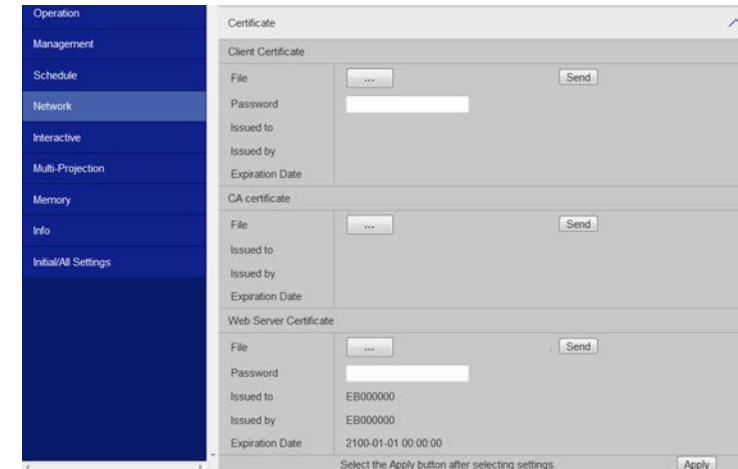 Operation
Management
Schedule
Network
Interactive
Multi-Projection
Memory
Info
Initial/All Settings
Certificate
Client Certificate
File ... Send
Password
Issued to
Issued by
Expiration Date
CA certificate
File ... Send
Issued to
Issued by
Expiration Date
Web Server Certificate
File ... Send
Password
Issued to EB000000
Issued by EB000000
Expiration Date 2100-01-01 00:00:00
Select the Apply button after selecting settings. Apply